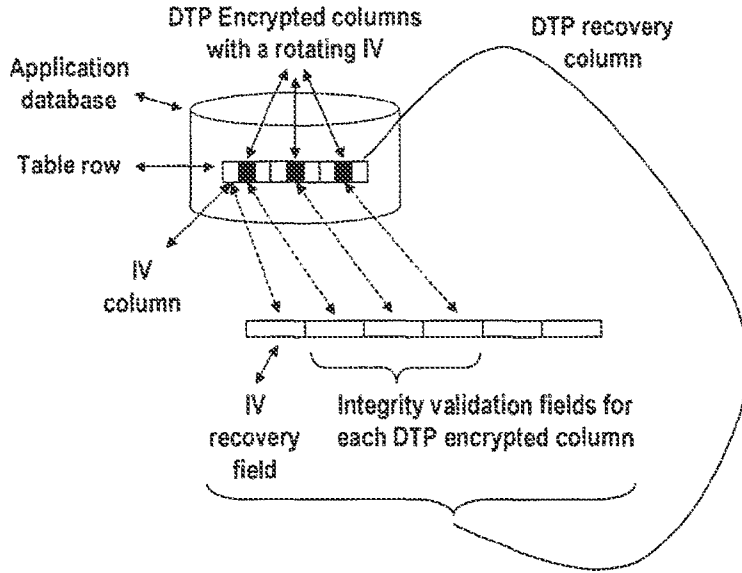 DTP Encrypted columns
with a rotating IV
DTP recovery
column
Application
database
Table row
IV
column
IV
recovery
field
Integrity validation fields for
each DTP encrypted column